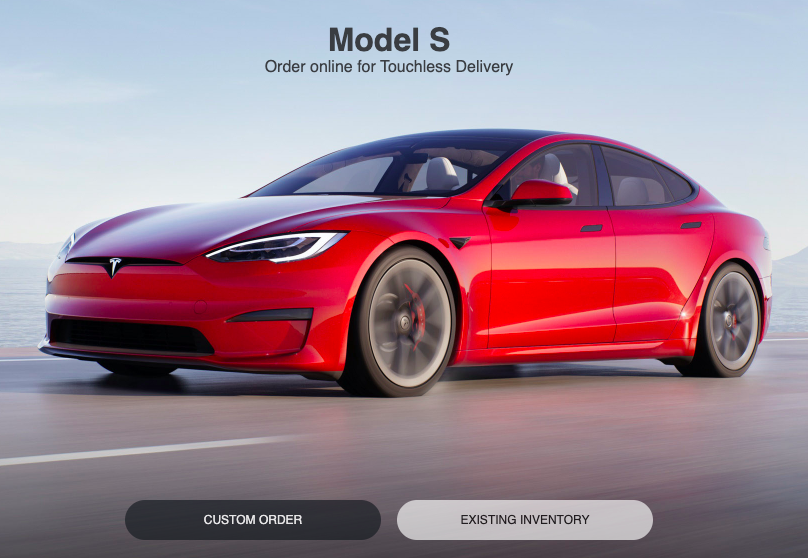 Model S
Order online for Touchless Delivery
CUSTOM ORDER
EXISTING INVENTORY